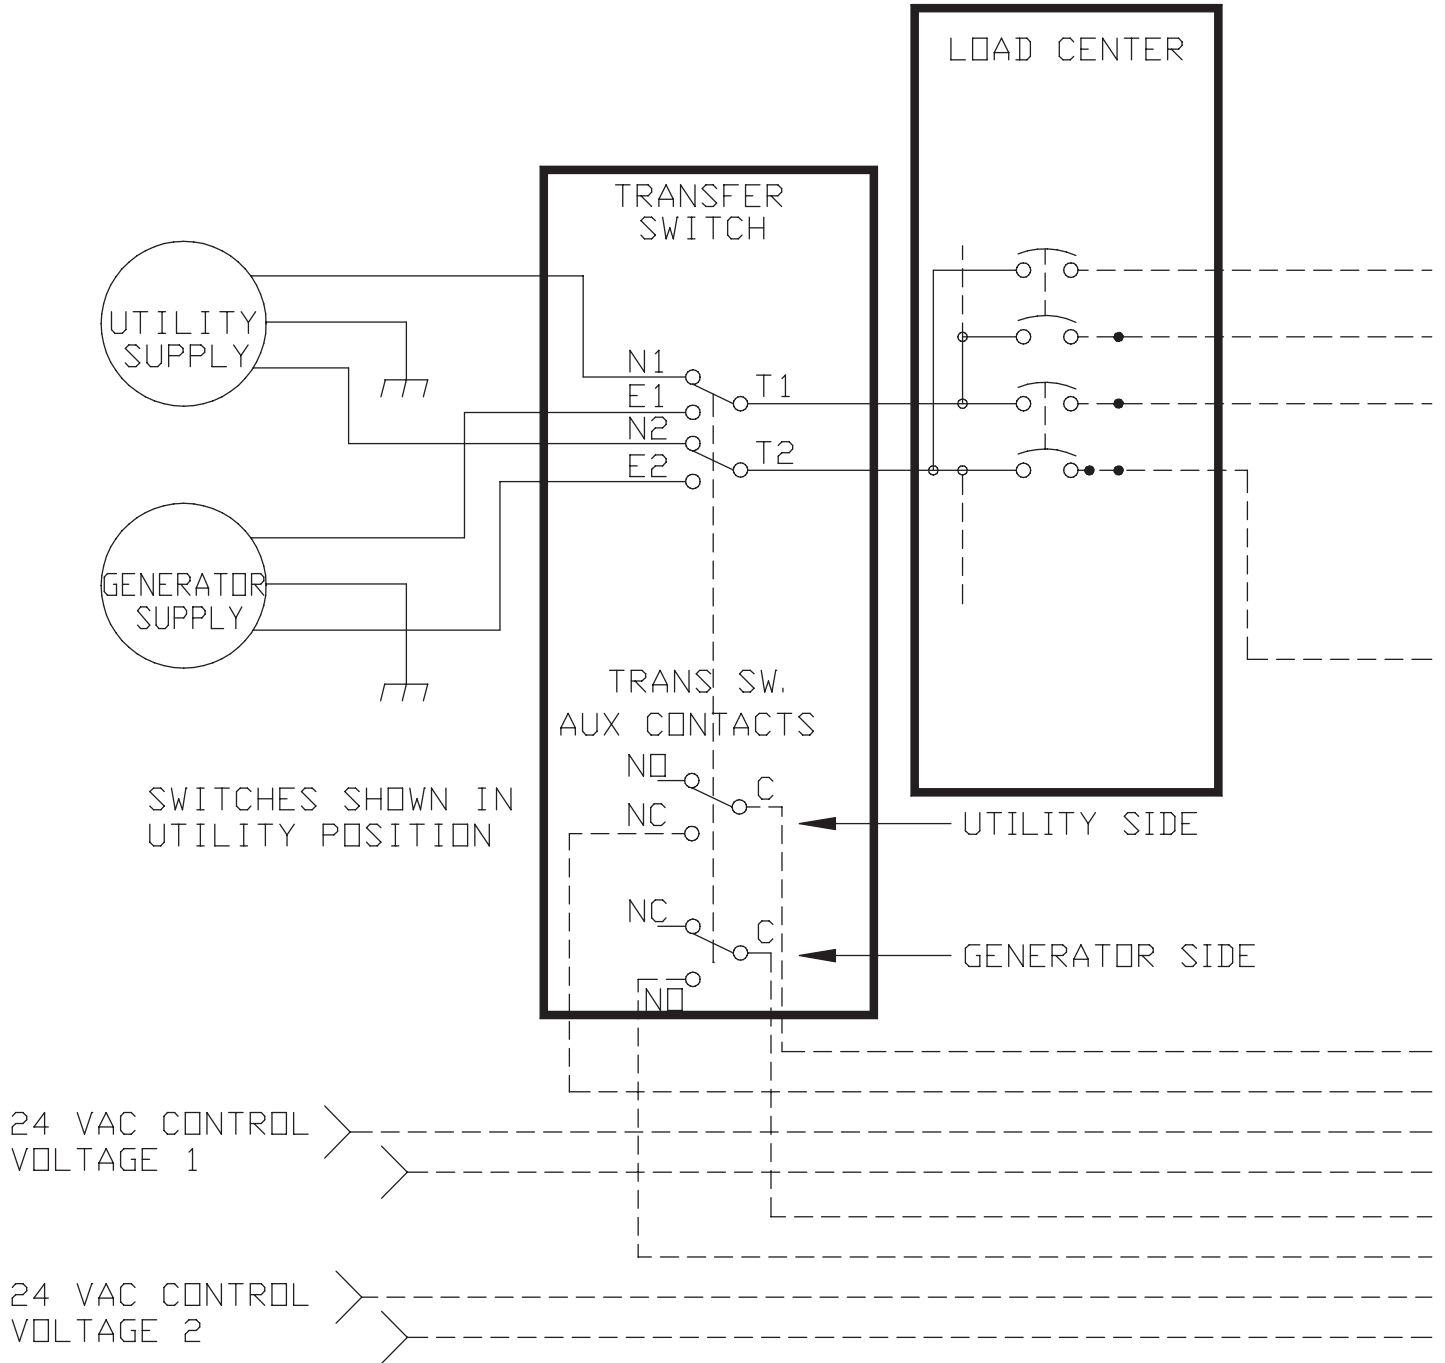 LOAD CENTER
TRANSFER
SWITCH
UTILITY
SUPPLY
N1
T1
E1
N2
T2
E2
GENERATOR
SUPPLY
TRANS SW.
AUX CONTACTS
NO
C
NC
SWITCHES SHOWN IN
UTILITY POSITION
UTILITY SIDE
NC
C
GENERATOR SIDE
NO
24 VAC CONTROL
VOLTAGE 1
24 VAC CONTROL
VOLTAGE 2